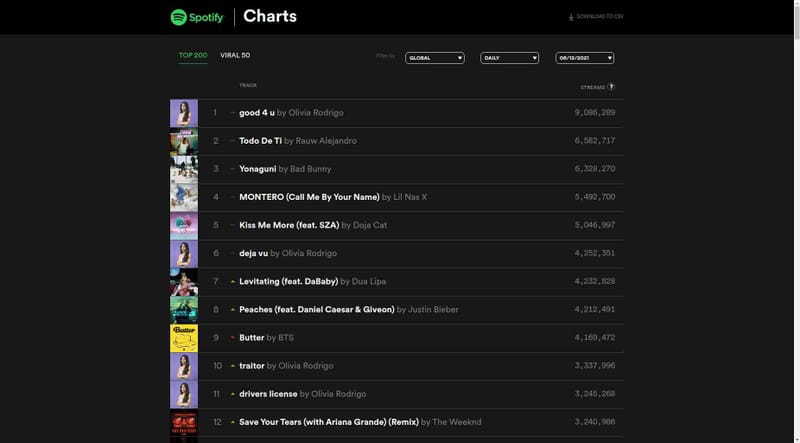 Spotify Charts DOWNLOAD TO CSV
TOP 200 VIRAL 50 Filter by GLOBAL DAILY 06/12/2021
TRACK STREAMS ?
1 good 4 u by Olivia Rodrigo 9,086,289
2 Todo De Ti by Rauw Alejandro 6,582,717
3 Yonaguni by Bad Bunny 6,328,270
4 MONTERO (Call Me By Your Name) by Lil Nas X 5,492,700
5 Kiss Me More (feat. SZA) by Doja Cat 5,046,997
6 deja vu by Olivia Rodrigo 4,252,351
7 Levitating (feat. DaBaby) by Dua Lipa 4,232,828
8 Peaches (feat. Daniel Caesar & Giveon) by Justin Bieber 4,212,491
Butter
9 Butter by BTS 4,169,472
10 traitor by Olivia Rodrigo 3,337,996
11 drivers license by Olivia Rodrigo 3,245,268
12 Save Your Tears (with Ariana Grande) (Remix) by The Weeknd 3,240,986